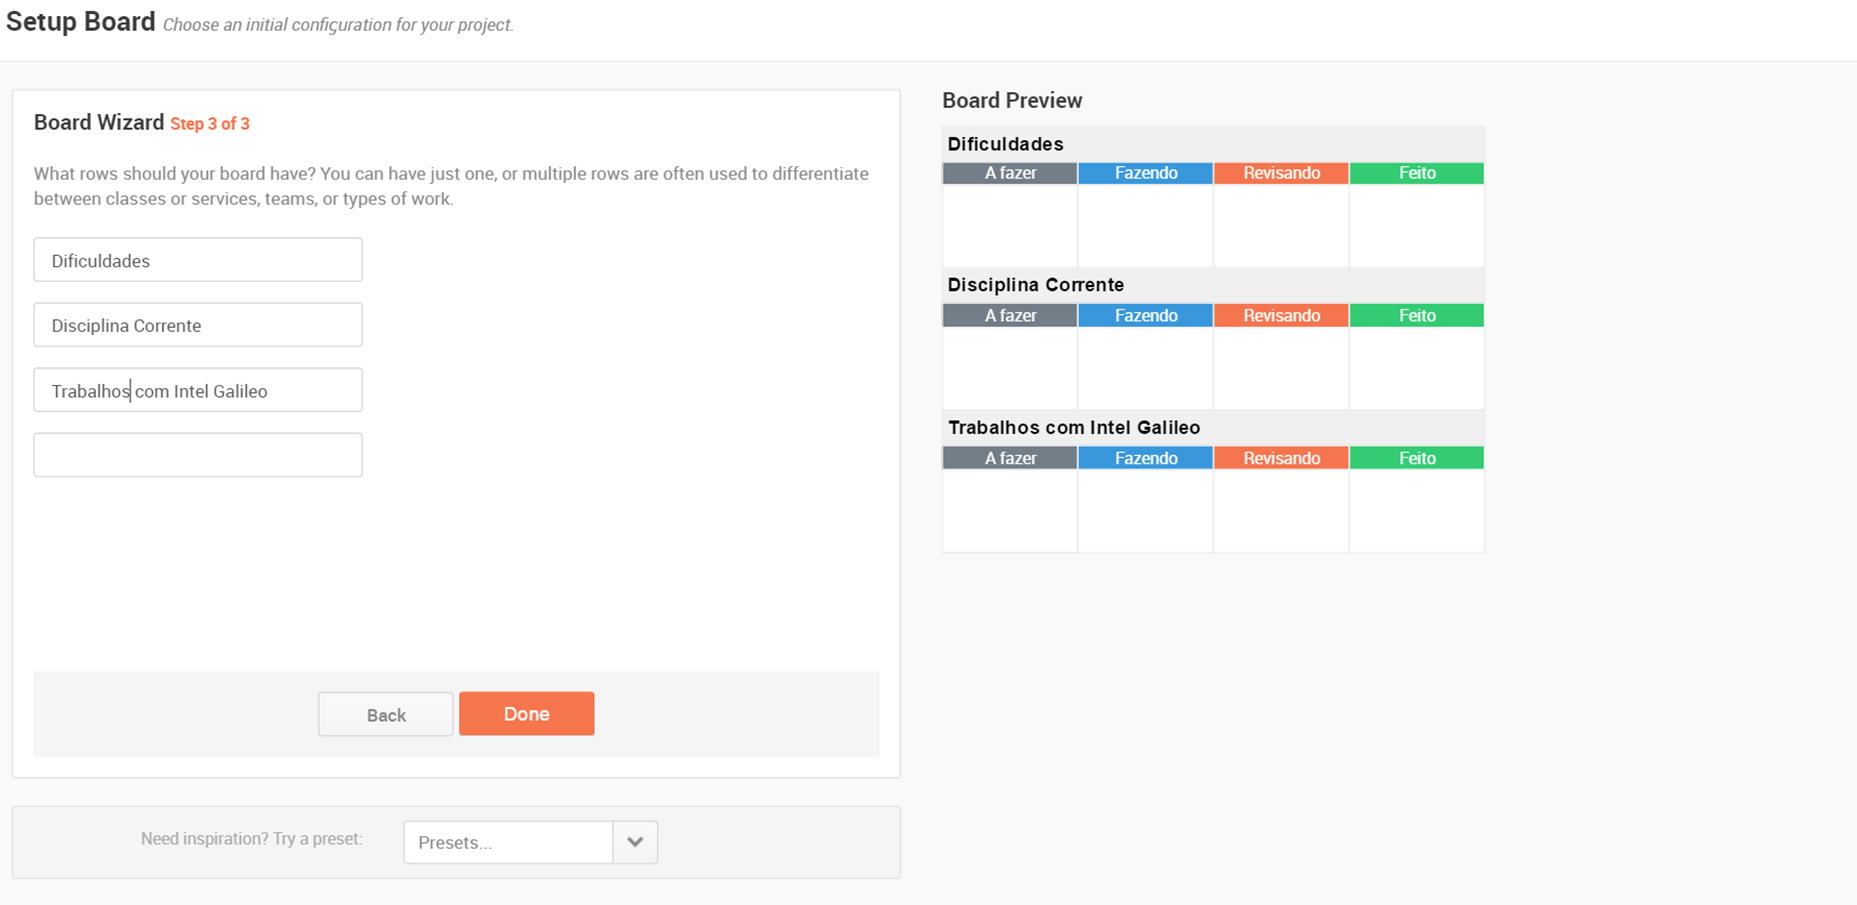 Setup Board Choose an initial configuration for your project.
Board Wizard Step 3 of 3
What rows should your board have? You can have just one, or multiple rows are often used to differentiate
between classes or services, teams, or types of work.
Dificuldades
Disciplina Corrente
Trabalhos com Intel Galileo
Back Done
Need inspiration? Try a preset: Presets...
Board Preview
Dificuldades
A fazer Fazendo Revisando Feito
Disciplina Corrente
A fazer Fazendo Revisando Feito
Trabalhos com Intel Galileo
A fazer Fazendo Revisando Feito